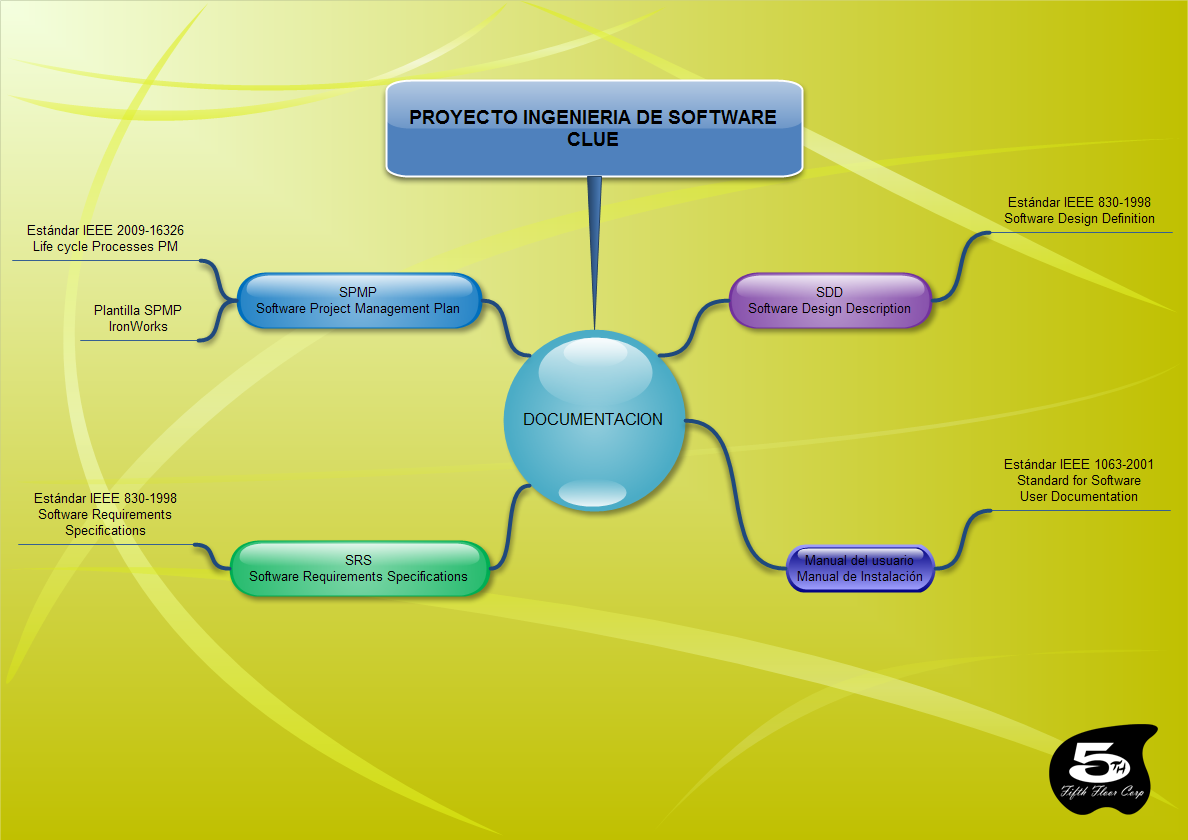 PROYECTO INGENIERIA DE SOFTWARE
CLUE
Estándar IEEE 2009-16326
Life cycle Processes PM
Plantilla SPMP
IronWorks
SPMP
Software Project Management Plan
SDD
Software Design Description
Estándar IEEE 830-1998
Software Design Definition
DOCUMENTACION
Estándar IEEE 830-1998
Software Requirements
Specifications
SRS
Software Requirements Specifications
Manual del usuario
Manual de Instalación
Estándar IEEE 1063-2001
Standard for Software
User Documentation
5TH
Fifth Floor Corp